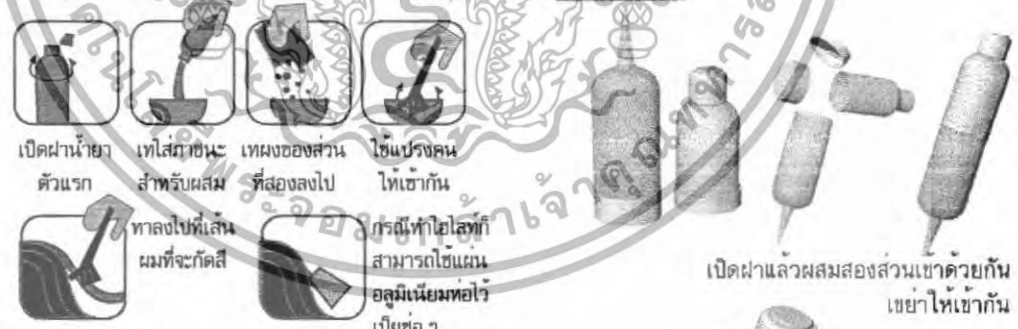 เปิดฝาน้ำยา
ตัวแรก
เทใส่ภาชนะ
สำหรับผสม
เทผงของส่วน
ที่สองลงไป
ใช้แปรงคน
ให้เข้ากัน
ทาลงไปที่เส้น
ผมที่จะกัดสี
กรณีทำไฮไลท์ก็
สามารถใช้แผ่น
อลูมิเนียมห่อไว้
เป็นช่อ ๆ
เปิดฝาแล้วผสมสองส่วนเข้าด้วยกัน
เขย่าให้เข้ากัน